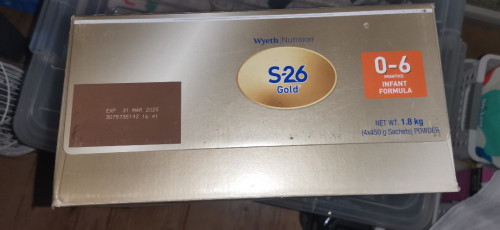 Wyeth Nutrition
S-26
Gold
0-6
MONTHS
INFANT
FORMULA
EXP 31 MAR 2025
NET WT. 1.8 kg
(4x450 g Sachets) POWDER